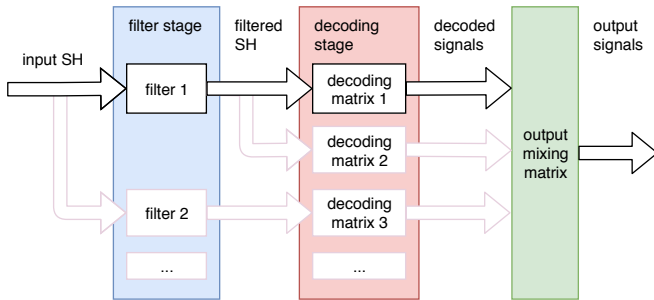 filter stage
filtered
SH
decoding
stage
decoded
signals
output
signals
input SH
filter 1
decoding
matrix 1
decoding
matrix 2
output
mixing
matrix
filter 2
decoding
matrix 3
...
...